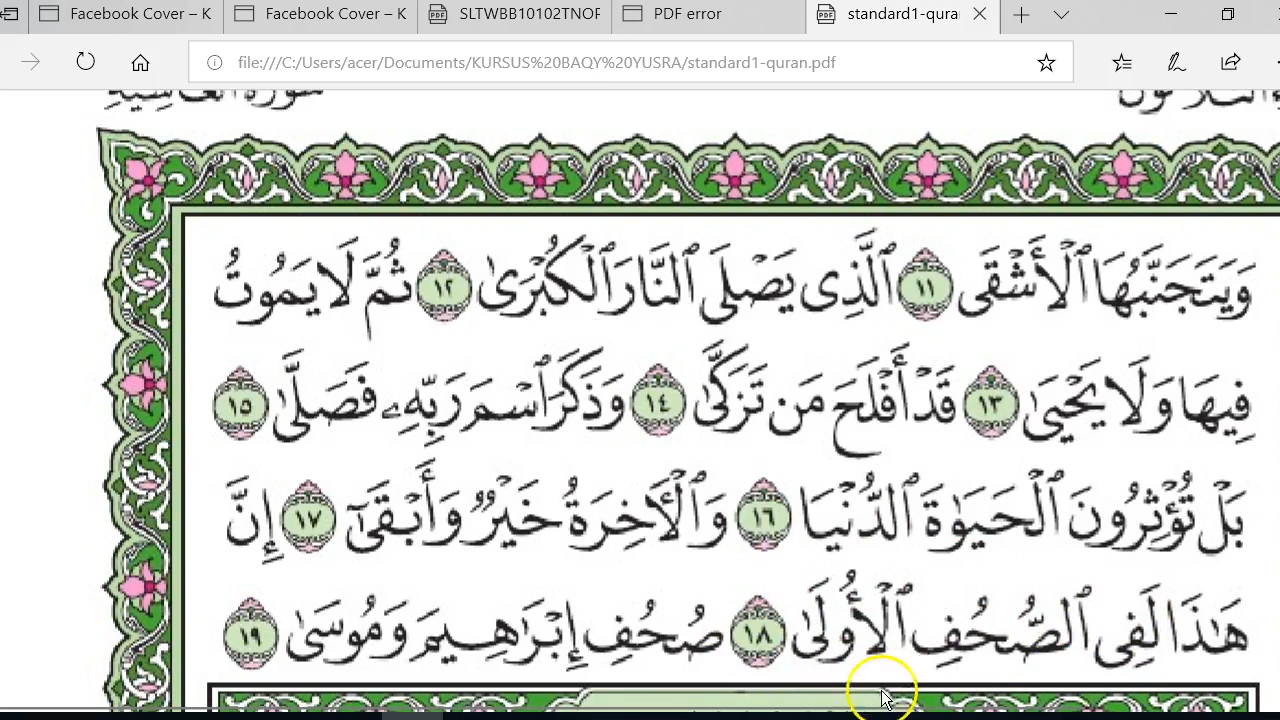 Facebook Cover – K Facebook Cover – K SLTWBB10102TNOF PDF error standard1-qura
file:///C:/Users/acer/Documents/KURSUS%20BAQY%20YUSRA/standard1-quran.pdf
وَيَتَجَنَّبُهَا ٱلْأَشْقَى ١١ ٱلَّذِى يَصْلَى ٱلنَّارَ ٱلْكُبْرَىٰ ١٢ ثُمَّ لَا يَمُوتُ
فِيهَا وَلَا يَحْيَىٰ ١٣ قَدْ أَفْلَحَ مَن تَزَكَّىٰ ١٤ وَذَكَرَ ٱسْمَ رَبِّهِۦ فَصَلَّىٰ ١٥
بَلْ تُؤْثِرُونَ ٱلْحَيَوٰةَ ٱلدُّنْيَا ١٦ وَٱلْأَخِرَةُ خَيْرٌ وَأَبْقَىٰٓ ١٧ إِنَّ
هَـٰذَا لَفِى ٱلصُّحُفِ ٱلْأُولَىٰ ١٨ صُحُفِ إِبْرَٰهِيمَ وَمُوسَىٰ ١٩